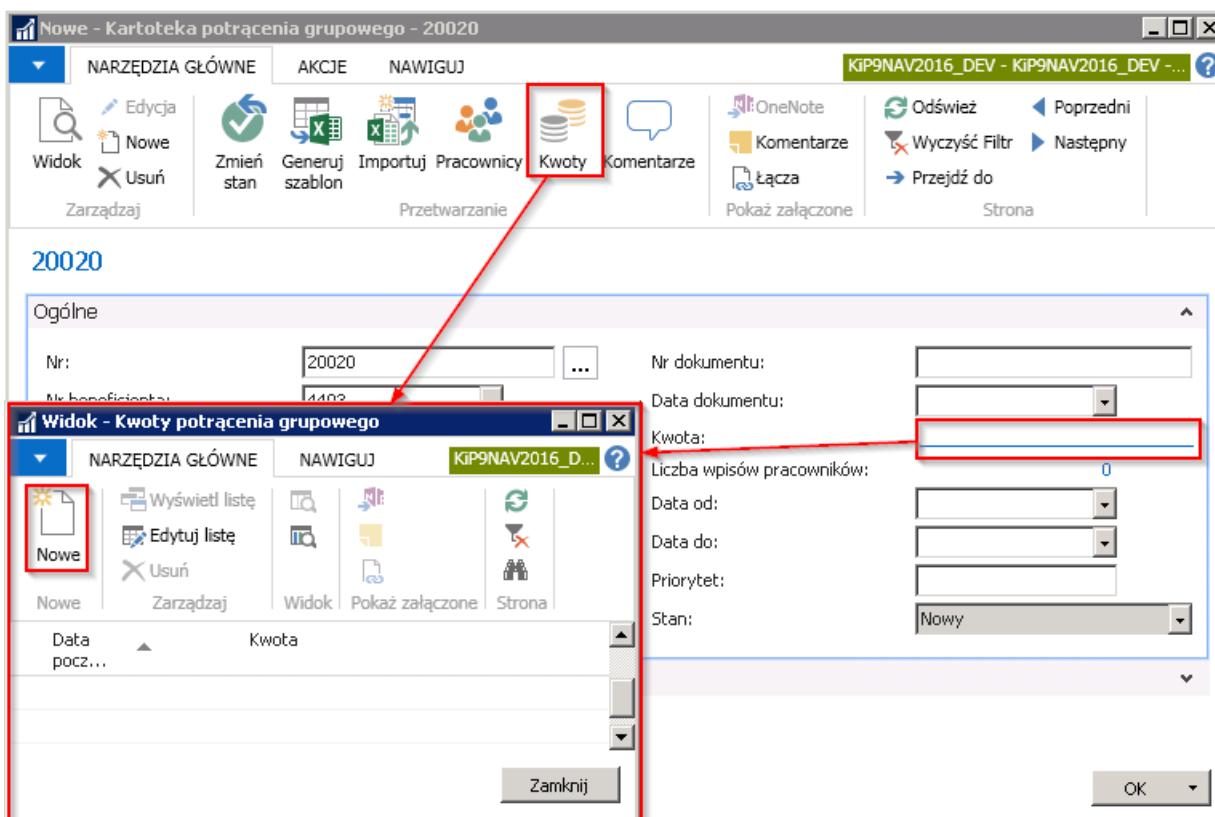 Nowe - Kartoteka potrącenia grupowego - 20020
NARZĘDZIA GŁÓWNE AKCJE NAWIGUJ KiP9NAV2016_DEV - KiP9NAV2016_DEV -... ?
Widok
Edycja
Nowe
Usuń
Zarządzaj
Zmień stan
Generuj szablon
Importuj
Pracownicy
Kwoty
Komentarze
Przetwarzanie
OneNote
Komentarze
Łącza
Pokaż załączone
Odśwież
Wyczyść Filtr
Przejdź do
Poprzedni
Następny
Strona
20020
Ogólne
Nr: 20020 ...
Nr beneficjenta: 4403
Nr dokumentu:
Data dokumentu:
Kwota:
Liczba wpisów pracowników: 0
Data od:
Data do:
Priorytet:
Stan: Nowy
Widok - Kwoty potrącenia grupowego
NARZĘDZIA GŁÓWNE NAWIGUJ KiP9NAV2016_D... ?
Nowe
Nowe
Wyświetl listę
Edytuj listę
Usuń
Zarządzaj
Widok
Pokaż załączone
Strona
Data pocz...
Kwota
Zamknij
OK